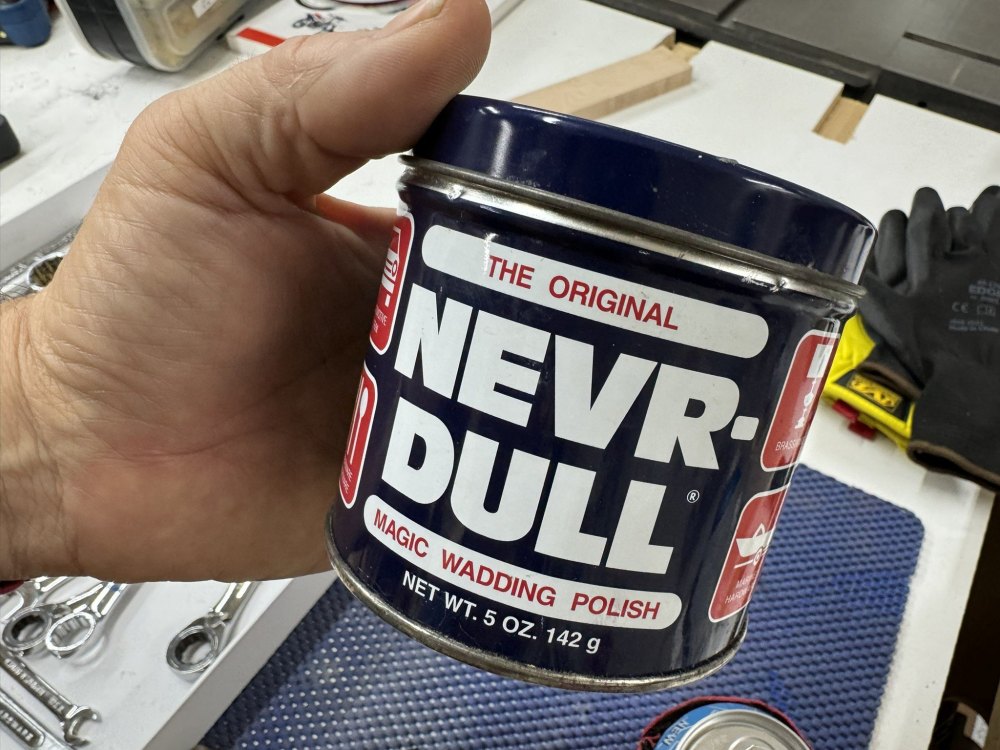 THE ORIGINAL
NEVR-
DULL®
MAGIC WADDING POLISH
NET WT. 5 OZ. 142 g